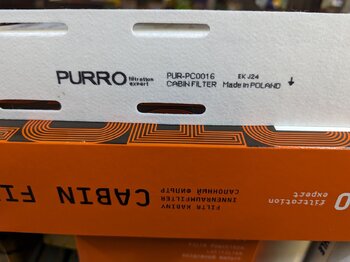 PURRO filtration expert
PUR-PC0016 EK J24
CABIN FILTER Made in POLAND
filtration
expert
CABIN FI
FILTR KABINY
INNENRAUMFILTER
САЛОННЫЙ ФИЛЬТР